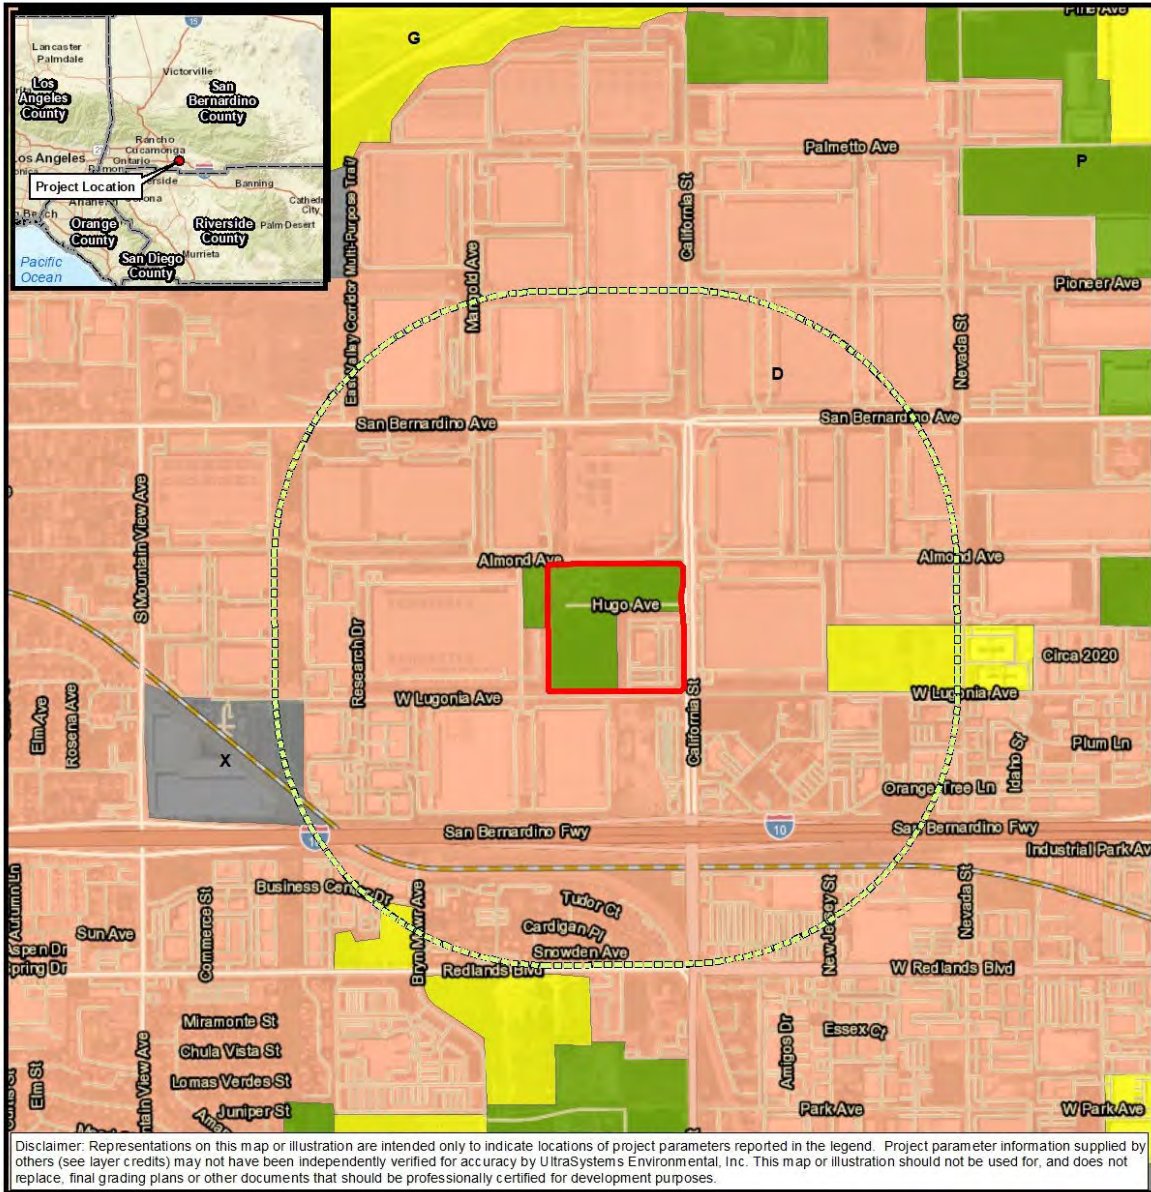 15
Lancaster
Palmdale
Victorville
Los
Angeles
County
San
Bernardino
County
Rancho
Cucamonga
Los Angeles
Ontario
Project Location
Banning
Orange
County
Riverside
County
Palm Desert
San Diego
County
Murrieta
Pacific
Ocean
G
Pine Ave
Palmetto Ave
P
East Valley Corridor Multi-Purpose Trail
Marigold Ave
California St
Pioneer Ave
Nevada St
D
San Bernardino Ave
San Bernardino Ave
S Mountain View Ave
Almond Ave
Almond Ave
Hugo Ave
Research Dr
Circa 2020
W Lugonia Ave
W Lugonia Ave
Elm Ave
Rosena Ave
X
California St
Idaho St
Plum Ln
Orange Tree Ln
San Bernardino Fwy
10
San Bernardino Fwy
Industrial Park Av
Autumn Ln
Business Center Dr
Tudor Ct
Cardigan Pl
Snowden Ave
Sun Ave
Commerce St
Bryn Mawr Ave
New Jersey St
Nevada St
Redlands Blvd
W Redlands Blvd
Miramonte St
Chula Vista St
Lomas Verdes St
Juniper St
Elm St
Essex Ct
Amigos Dr
Park Ave
W Park Ave
Disclaimer: Representations on this map or illustration are intended only to indicate locations of project parameters reported in the legend. Project parameter information supplied by
others (see layer credits) may not have been independently verified for accuracy by UltraSystems Environmental, Inc. This map or illustration should not be used for, and does not
replace, final grading plans or other documents that should be professionally certified for development purposes.